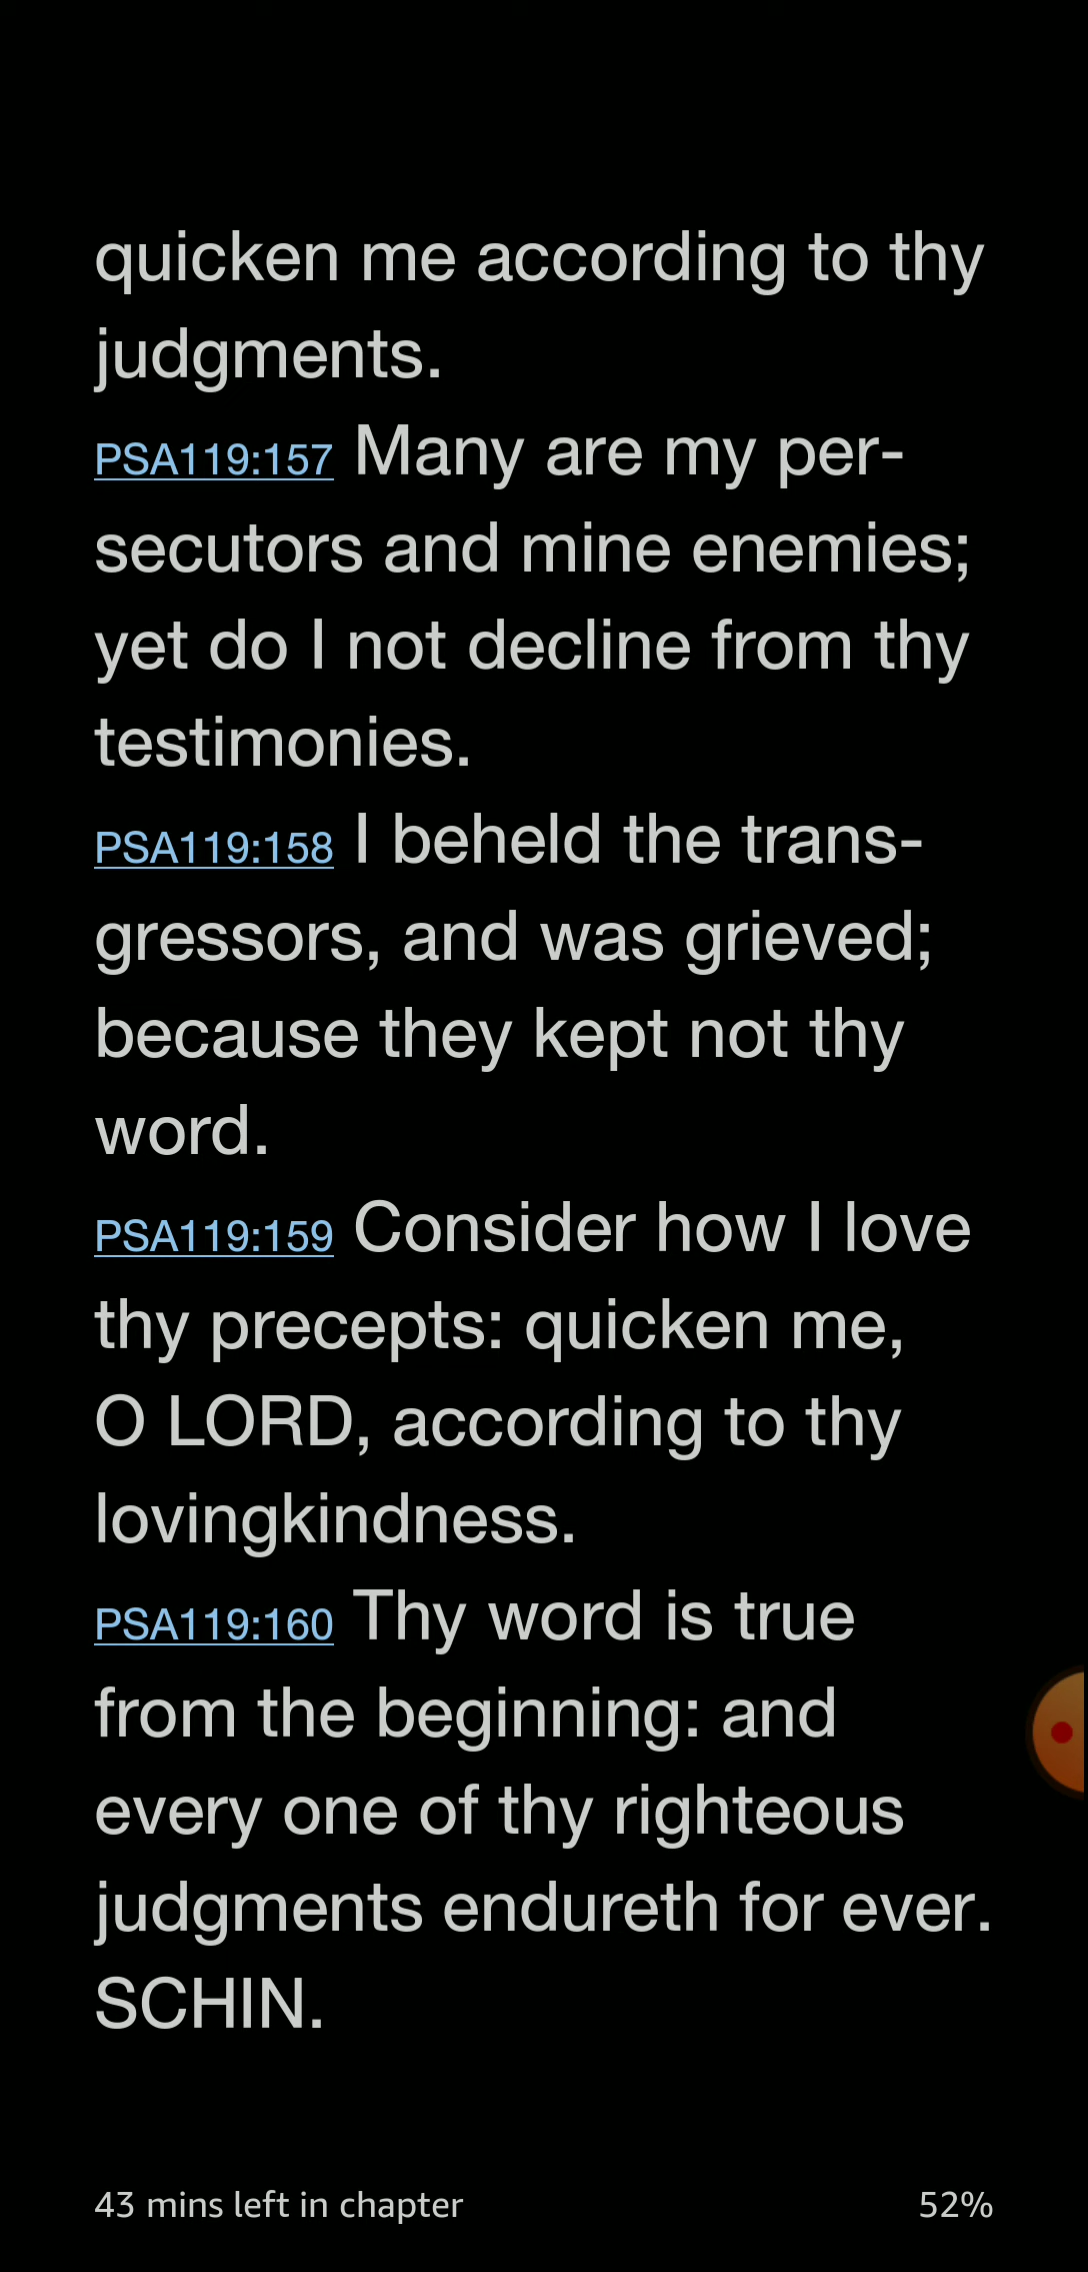 quicken me according to thy
judgments.
PSA119:157 Many are my per-
secutors and mine enemies;
yet do I not decline from thy
testimonies.
PSA119:158 I beheld the trans-
gressors, and was grieved;
because they kept not thy
word.
PSA119:159 Consider how I love
thy precepts: quicken me,
O LORD, according to thy
lovingkindness.
PSA119:160 Thy word is true
from the beginning: and
every one of thy righteous
judgments endureth for ever.
SCHIN.
43 mins left in chapter 52%